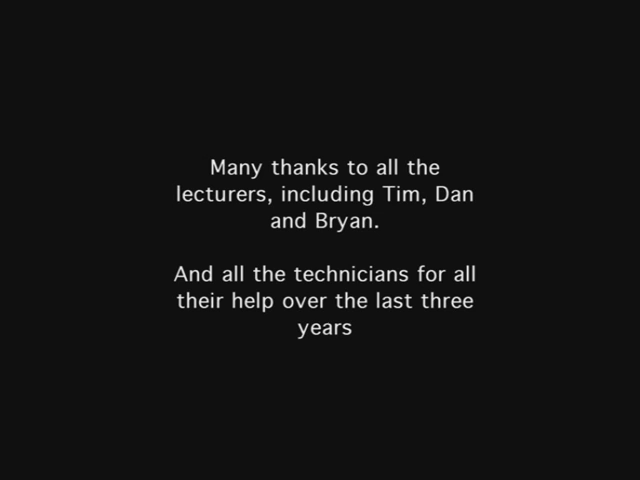 Many thanks to all the
lecturers, including Tim, Dan
and Bryan.
And all the technicians for all
their help over the last three
years